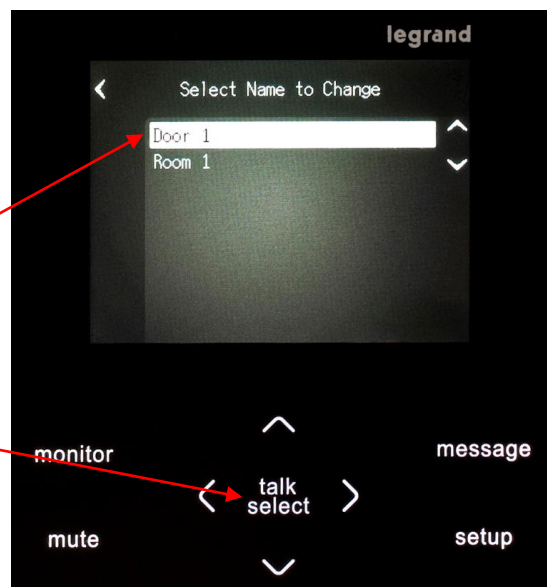 legrand
Select Name to Change
Door 1
Room 1
monitor
message
talk
select
mute
setup